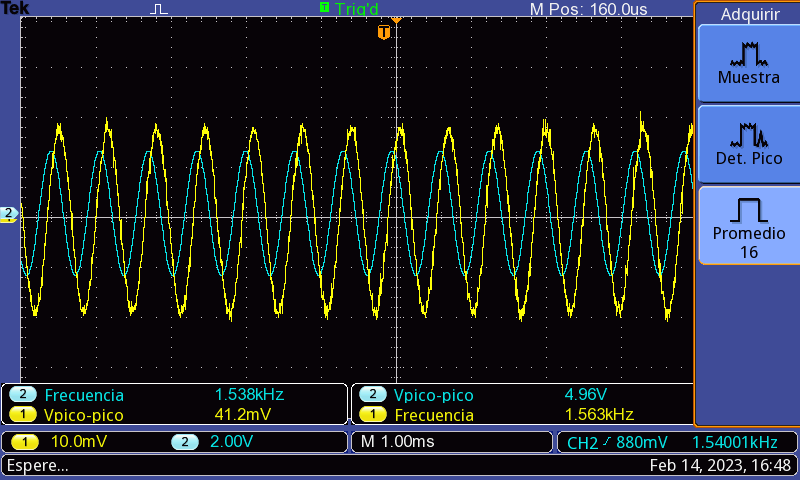 Tek
T Trig'd
M Pos: 160.0us
Adquirir
T
Muestra
Det. Pico
2
Promedio
16
2 Frecuencia 1.538kHz
2 Vpico-pico 4.96V
1 Vpico-pico 41.2mV
1 Frecuencia 1.563kHz
1 10.0mV 2 2.00V
M 1.00ms
CH2 880mV 1.54001kHz
Espere...
Feb 14, 2023, 16:48